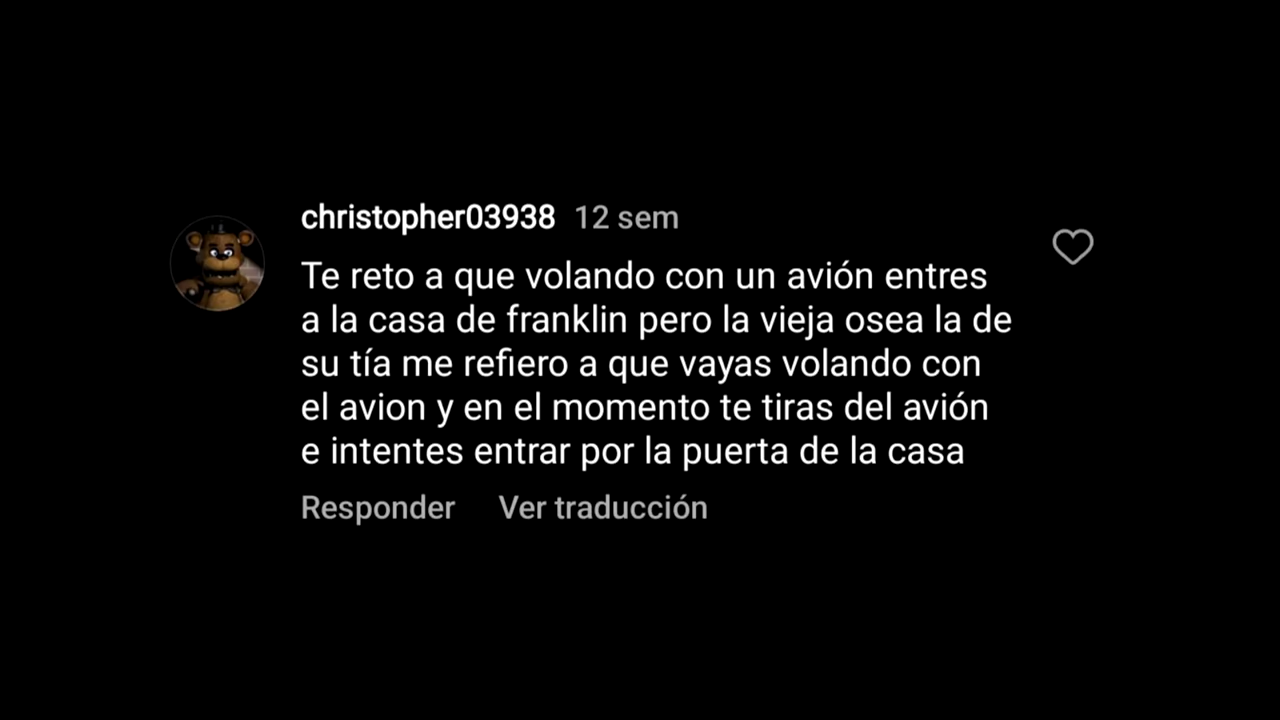 christopher03938 12 sem
Te reto a que volando con un avión entres
a la casa de franklin pero la vieja osea la de
su tía me refiero a que vayas volando con
el avion y en el momento te tiras del avión
e intentes entrar por la puerta de la casa
Responder Ver traducción